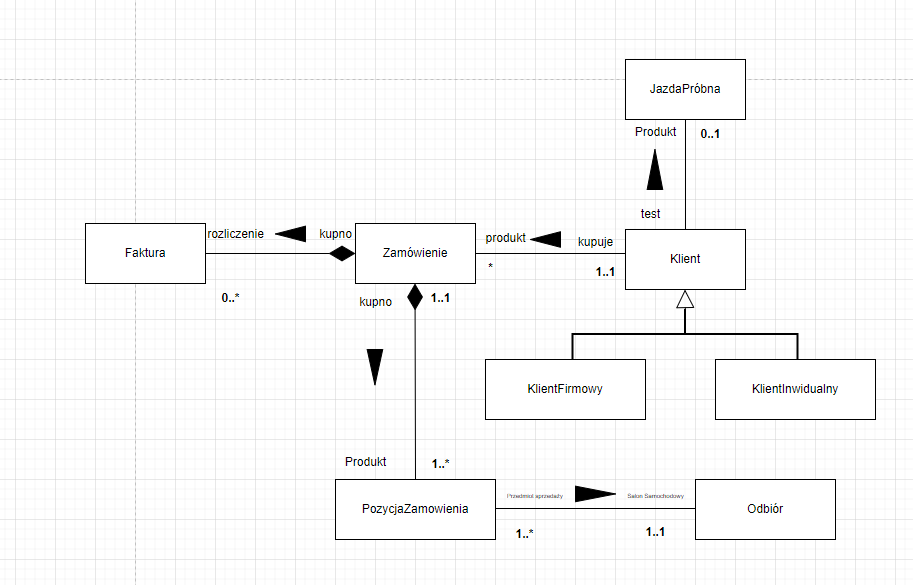 JazdaPróbna
Produkt
0..1
test
rozliczenie
kupno
produkt
kupuje
Faktura
Zamówienie
Klient
*
1..1
0..*
kupno
1..1
KlientFirmowy
KlientInwidualny
Produkt
1..*
Przedmiot sprzedaży
Salon Samochodowy
PozycjaZamowienia
Odbiór
1..*
1..1